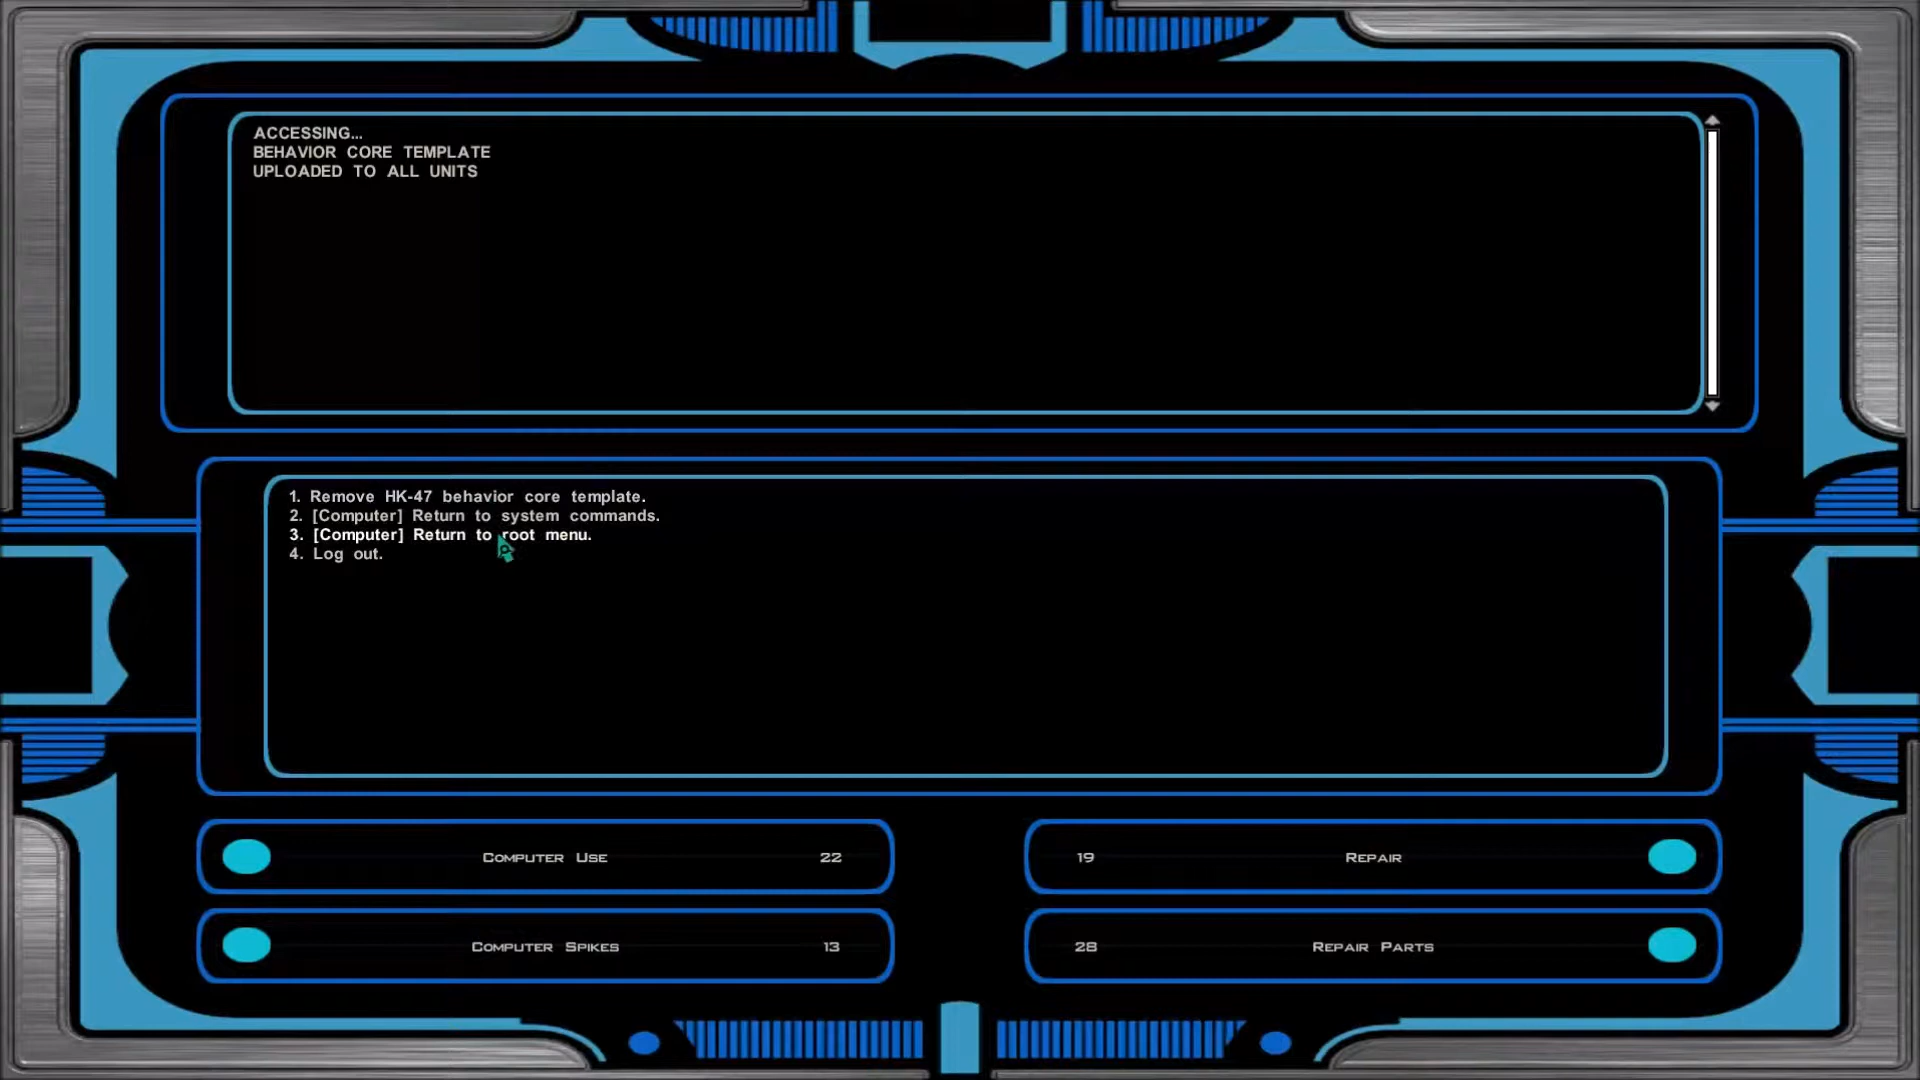 ACCESSING...
BEHAVIOR CORE TEMPLATE
UPLOADED TO ALL UNITS
1. Remove HK-47 behavior core template.
2. [Computer] Return to system commands.
3. [Computer] Return to root menu.
4. Log out.
Computer Use 22
19 Repair
Computer Spikes 13
28 Repair Parts